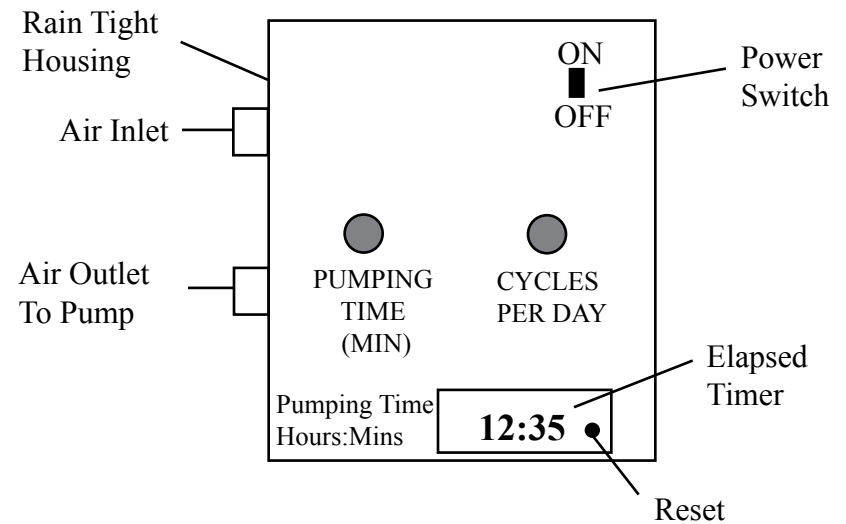 Rain Tight
Housing
ON
Power
Switch
OFF
Air Inlet
Air Outlet
To Pump
PUMPING
TIME
(MIN)
CYCLES
PER DAY
Elapsed
Timer
Pumping Time
Hours:Mins
12:35
Reset